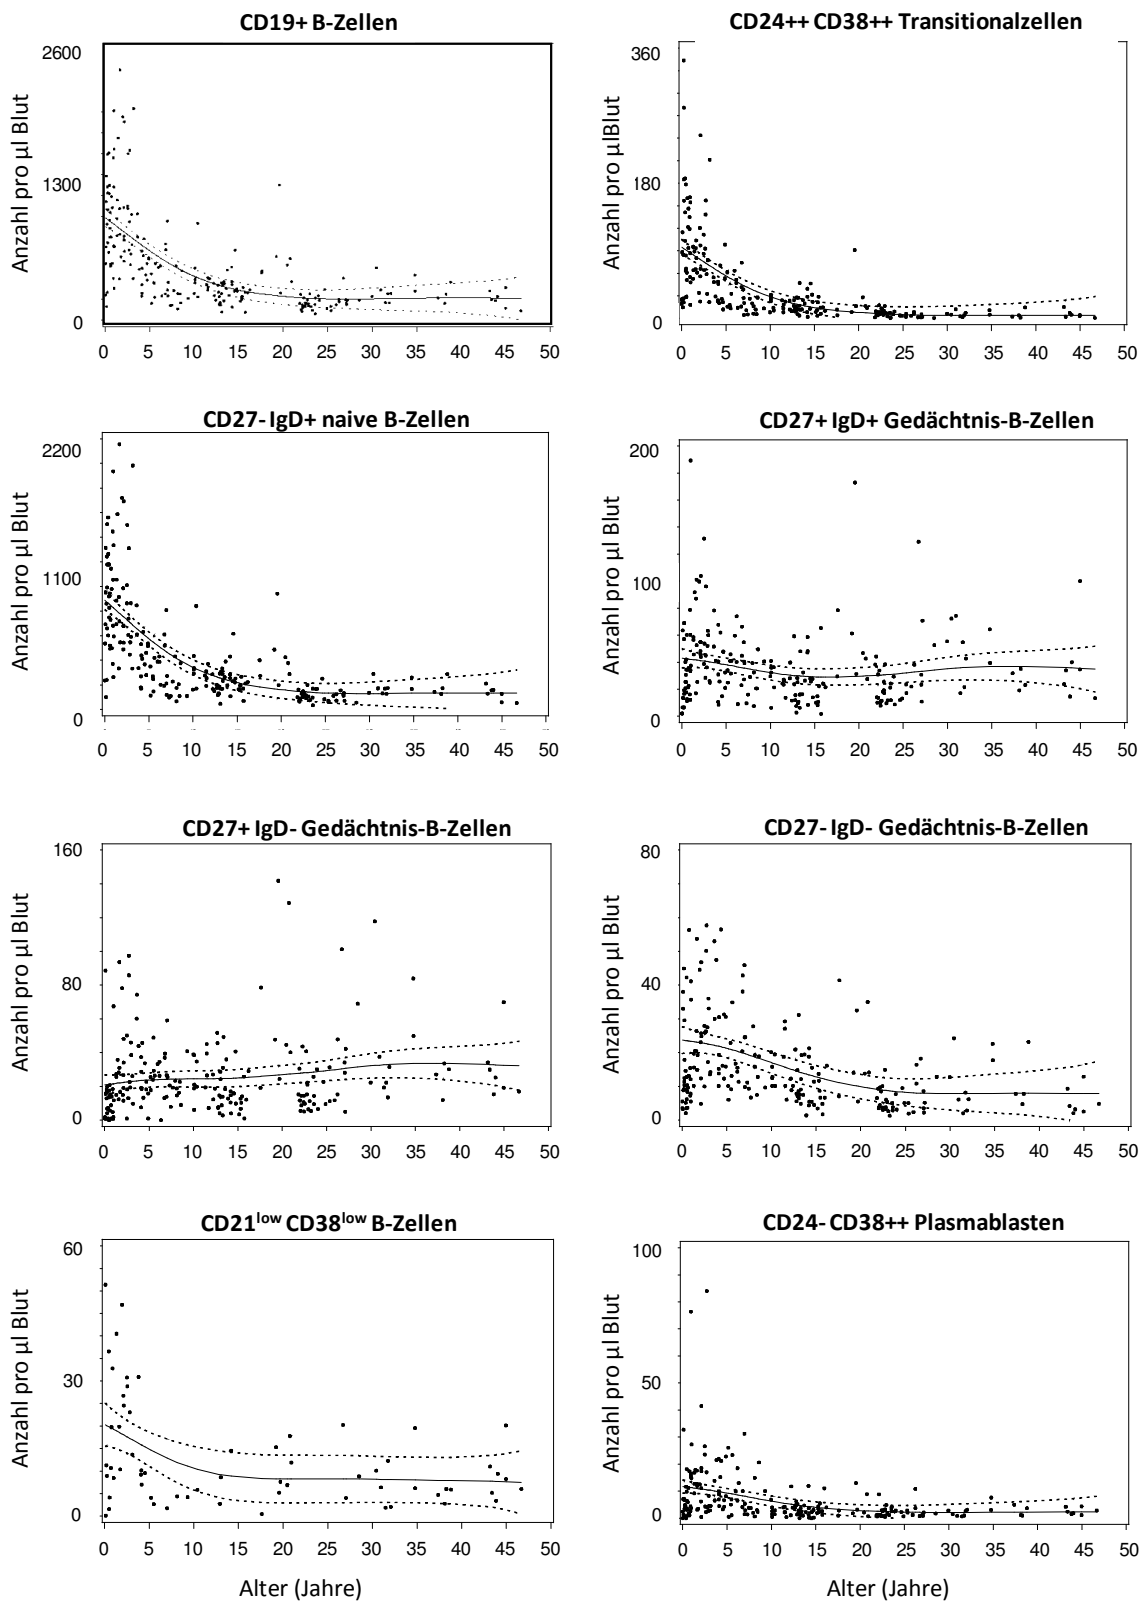 CD19+ B-Zellen
Anzahl pro µl Blut
2600
1300
0
0 5 10 15 20 25 30 35 40 45 50
CD24++ CD38++ Transitionalzellen
Anzahl pro µlBlut
360
180
0
0 5 10 15 20 25 30 35 40 45 50
CD27- IgD+ naive B-Zellen
Anzahl pro µl Blut
2200
1100
0
0 5 10 15 20 25 30 35 40 45 50
CD27+ IgD+ Gedächtnis-B-Zellen
Anzahl pro µl Blut
200
100
0
0 5 10 15 20 25 30 35 40 45 50
CD27+ IgD- Gedächtnis-B-Zellen
Anzahl pro µl Blut
160
80
0
0 5 10 15 20 25 30 35 40 45 50
CD27- IgD- Gedächtnis-B-Zellen
Anzahl pro µl Blut
80
40
0
0 5 10 15 20 25 30 35 40 45 50
CD21low CD38low B-Zellen
Anzahl pro µl Blut
60
30
0
0 5 10 15 20 25 30 35 40 45 50
Alter (Jahre)
CD24- CD38++ Plasmablasten
Anzahl pro µl Blut
100
50
0
0 5 10 15 20 25 30 35 40 45 50
Alter (Jahre)